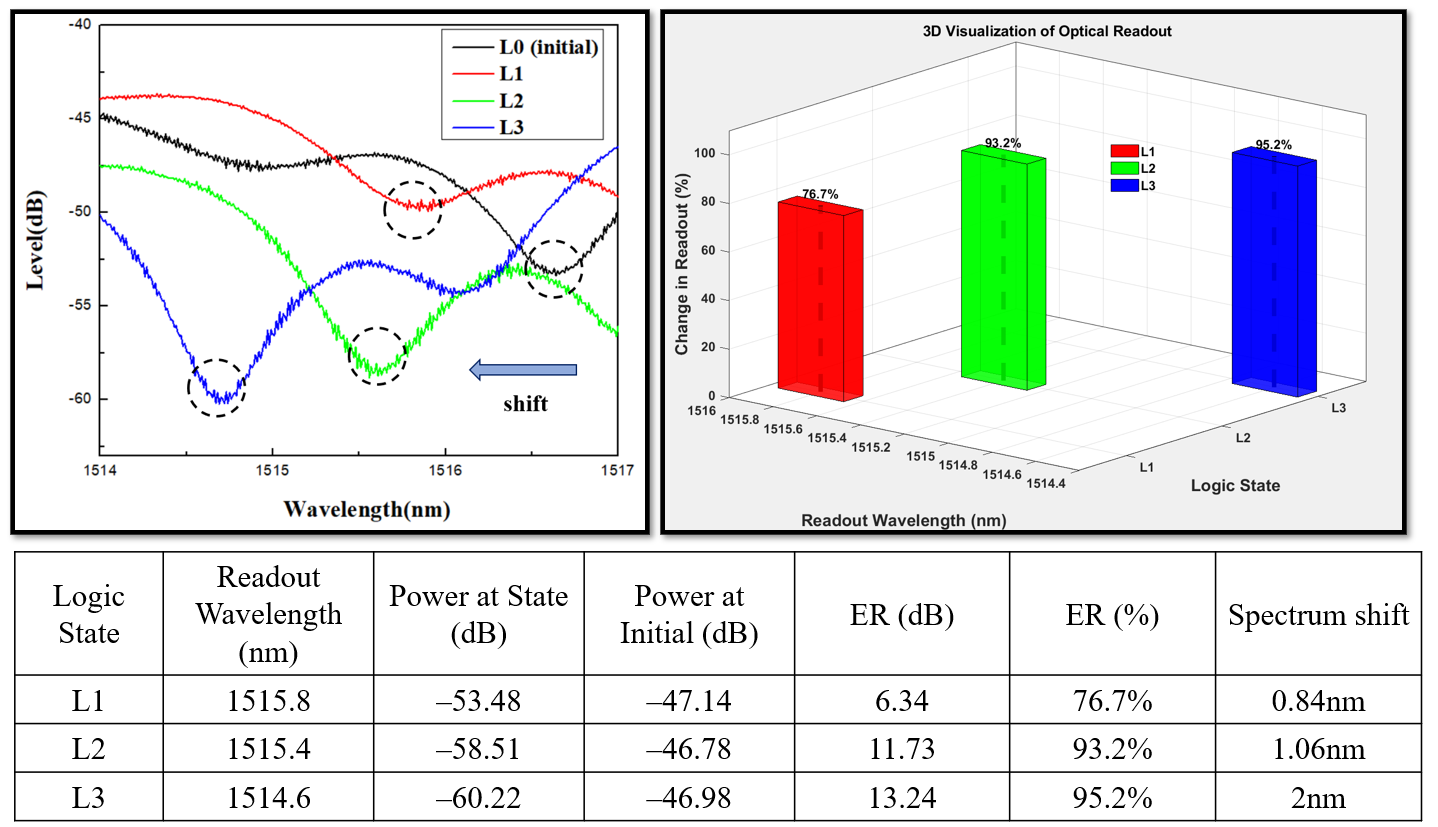 -40
-45
-50
-55
-60
Level(dB)
L0 (initial)
L1
L2
L3
shift
1514
1515
1516
1517
Wavelength(nm)
3D Visualization of Optical Readout
100
80
60
40
20
0
Change in Readout (%)
76.7%
93.2%
95.2%
L1
L2
L3
1516
1515.8
1515.6
1515.4
1515.2
1515
1514.8
1514.6
1514.4
Readout Wavelength (nm)
L1
L2
L3
Logic State
Logic
State
Readout
Wavelength
(nm)
Power at State
(dB)
Power at
Initial (dB)
ER (dB)
ER (%)
Spectrum shift
L1 1515.8 –53.48 –47.14 6.34 76.7% 0.84nm
L2 1515.4 –58.51 –46.78 11.73 93.2% 1.06nm
L3 1514.6 –60.22 –46.98 13.24 95.2% 2nm